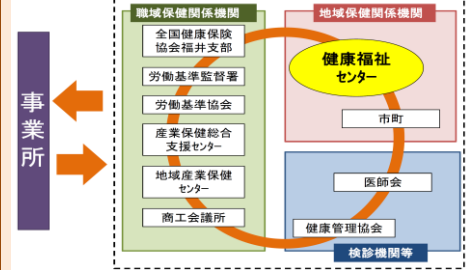 事業所
職域保健関係機関
全国健康保険
協会福井支部
労働基準監督署
労働基準協会
産業保健総合
支援センター
地域産業保健
センター
商工会議所
地域保健関係機関
健康福祉
センター
市町
医師会
健康管理協会
検診機関等